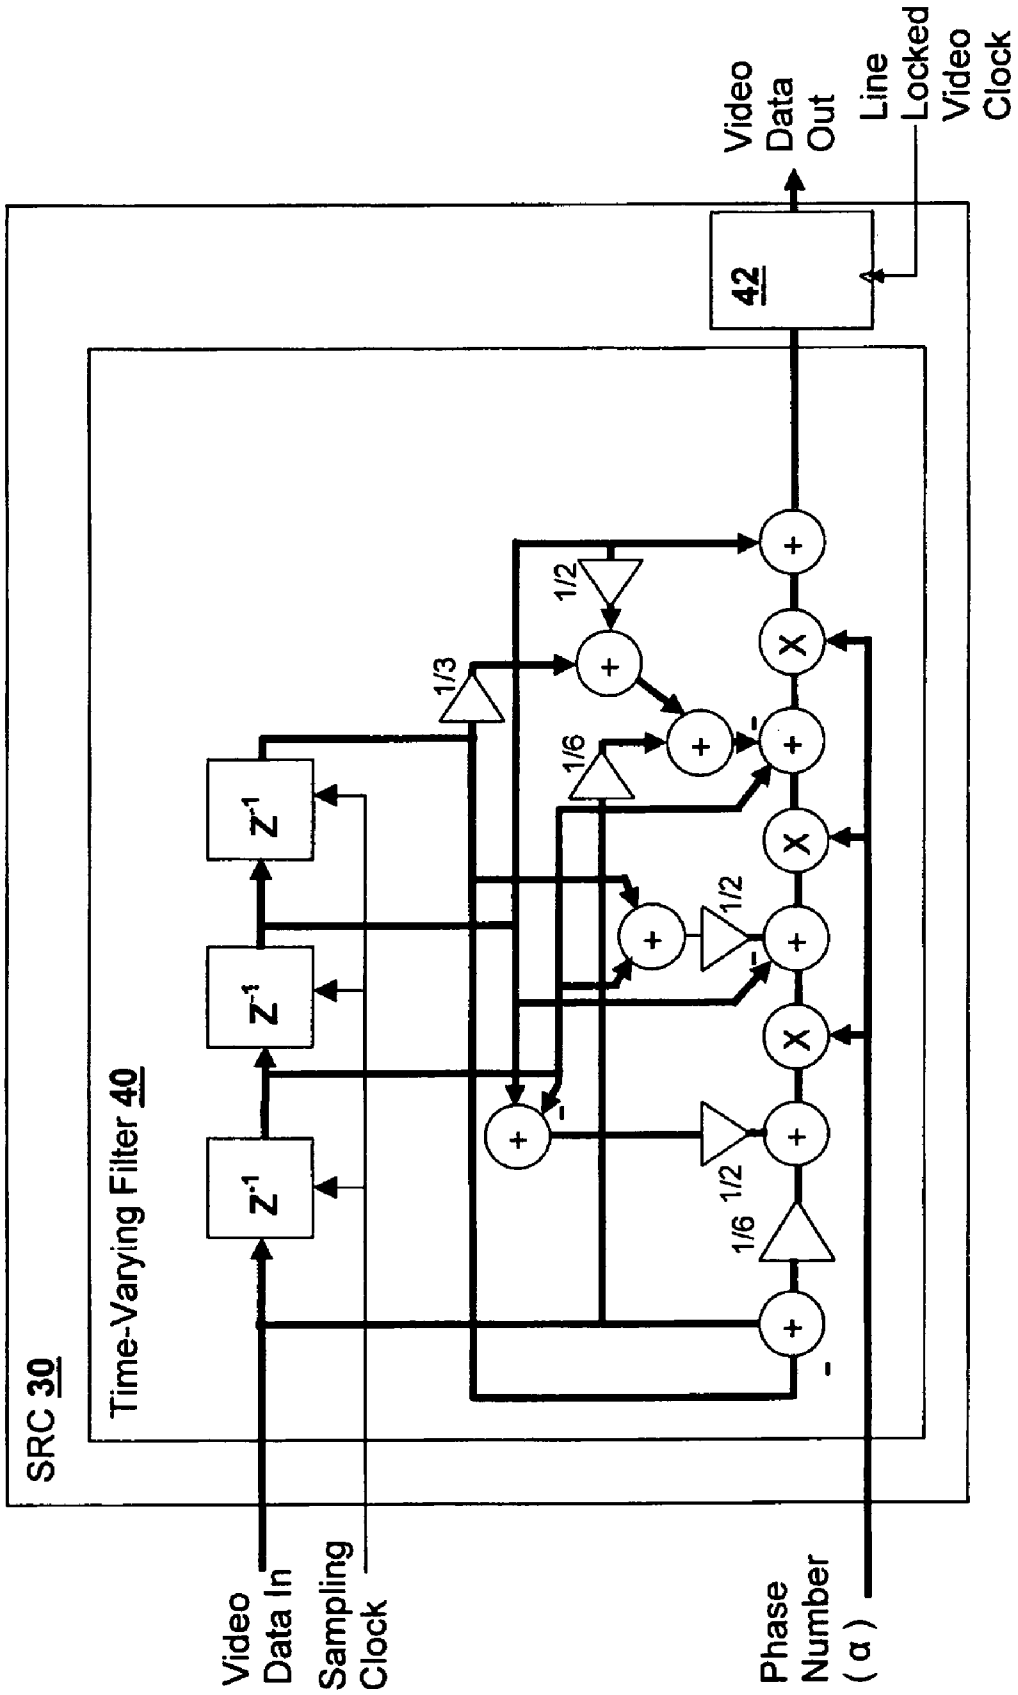 SRC 30
Time-Varying Filter 40
Video
Data In
Sampling
Clock
Phase
Number
( α )
Z-1
Z-1
Z-1
1/3
1/2
1/6
1/2
1/2
1/6
+
-
+
+
-
+
+
+
-
+
-
+
+
+
X
X
X
42
Video
Data
Out
Line
Locked
Video
Clock